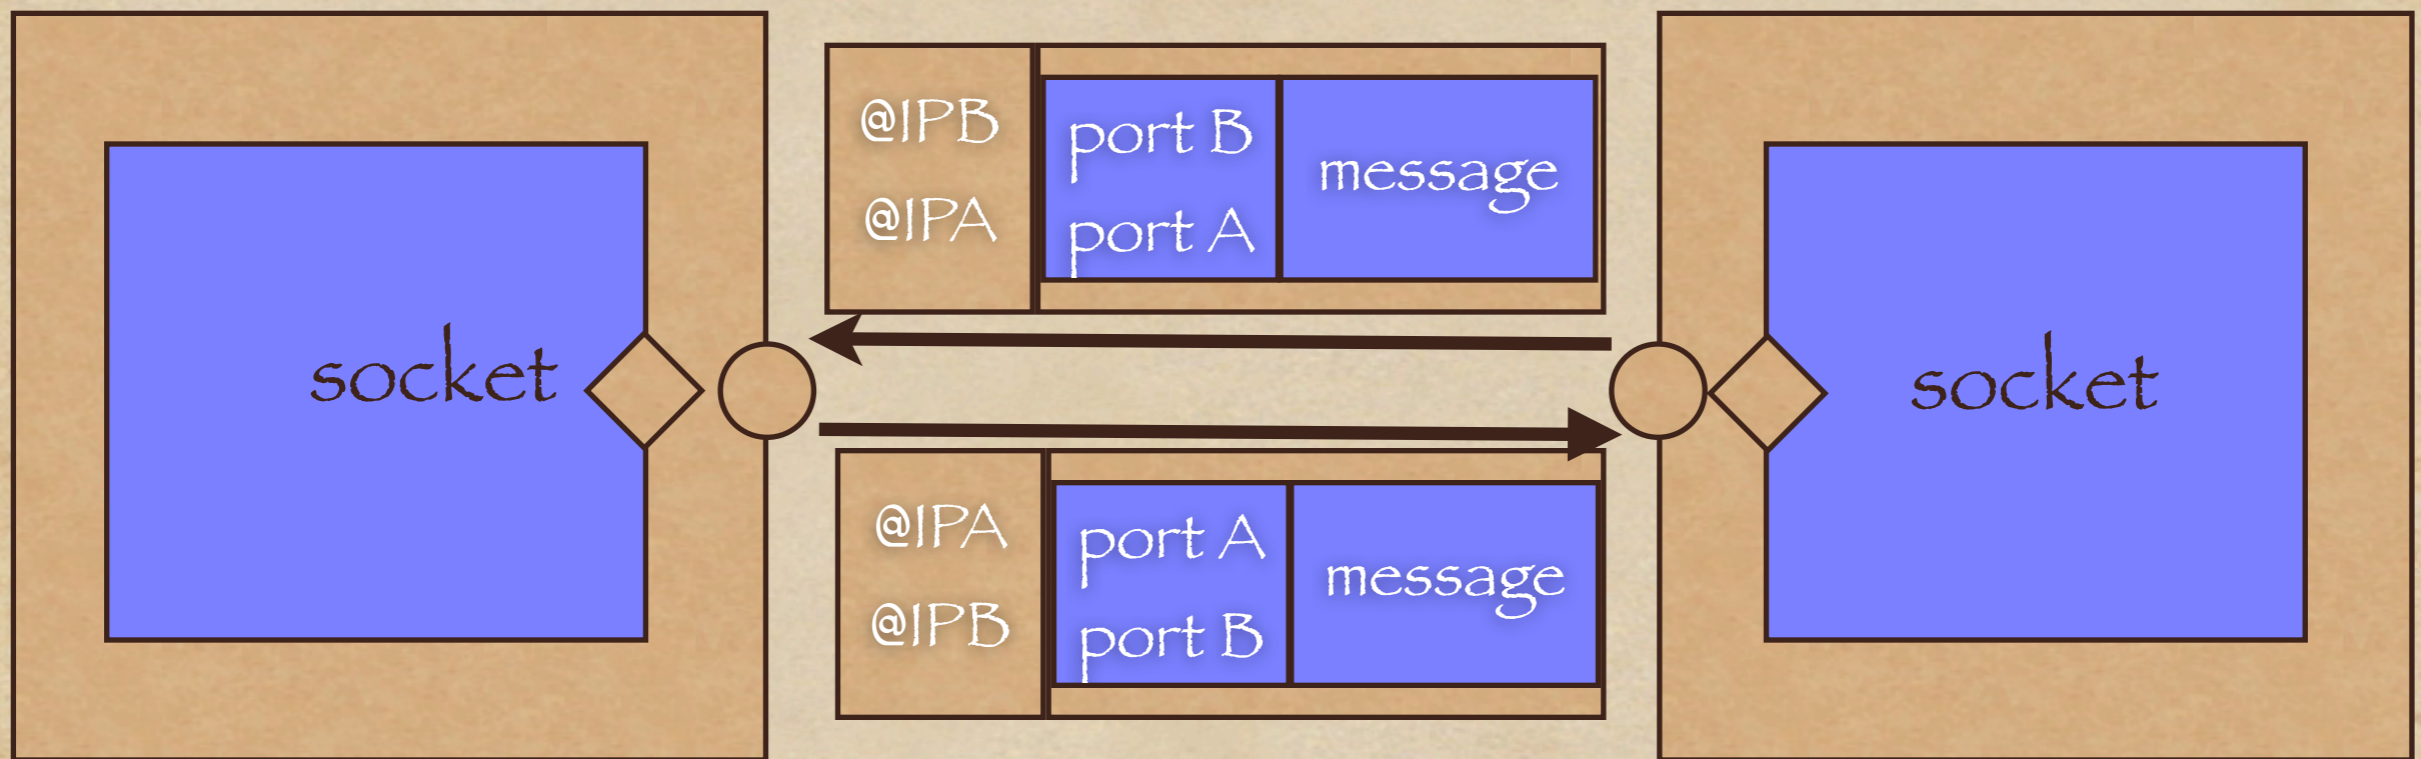 socket
@IPB
@IPA
port B
port A
message
@IPA
@IPB
port A
port B
message
socket